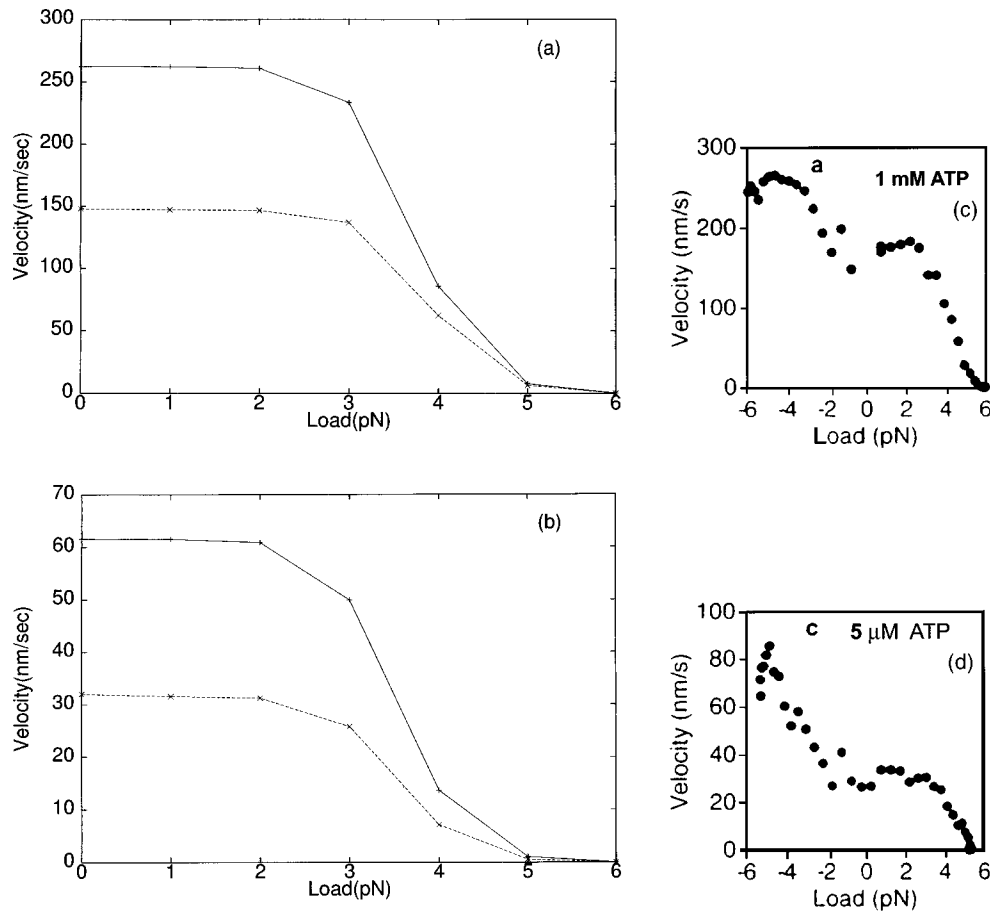 300
250
200
150
100
50
0
Velocity(nm/sec)
(a)
0 1 2 3 4 5 6
Load(pN)
300
200
100
0
Velocity (nm/s)
a
1 mM ATP
(c)
-6 -4 -2 0 2 4 6
Load (pN)
70
60
50
40
30
20
10
0
Velocity(nm/sec)
(b)
0 1 2 3 4 5 6
Load(pN)
100
80
60
40
20
0
Velocity (nm/s)
c 5 μM ATP
(d)
-6 -4 -2 0 2 4 6
Load (pN)